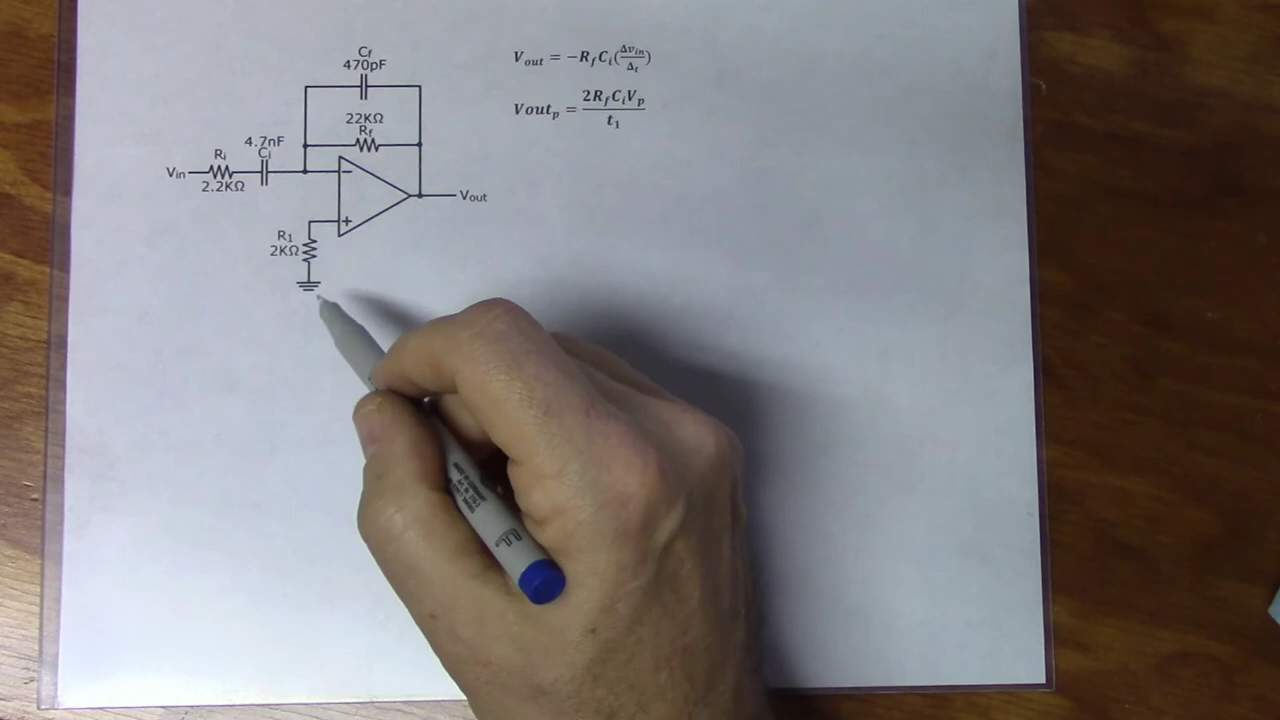 Cf
470pF
22KΩ
Rf
4.7nF
Ci
Ri
Vin
2.2KΩ
−
+
Vout
R1
2KΩ
Vout = −RfCi(Δvin/Δt)
Voutp = 2RfCiVp/t1
F